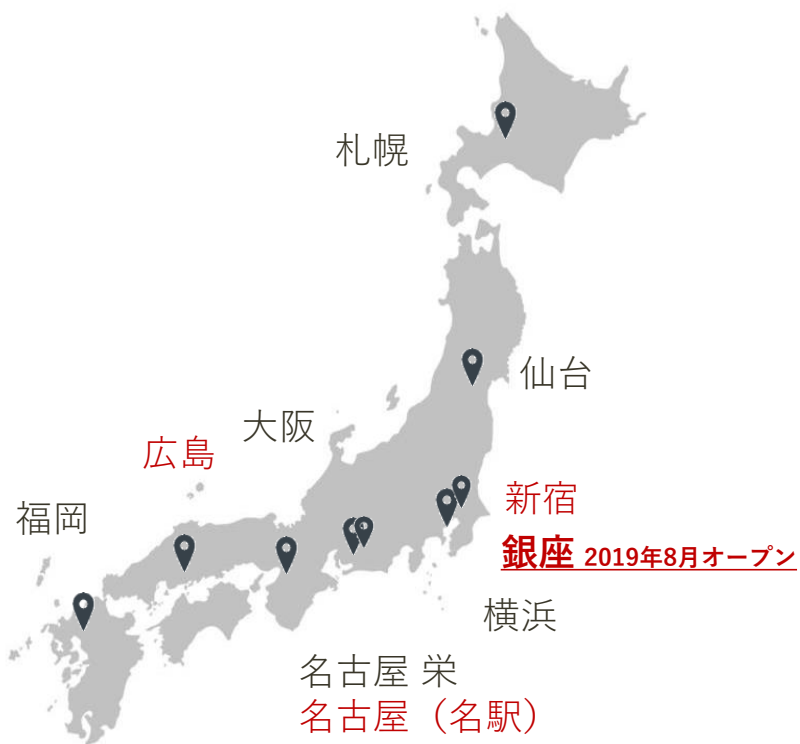 札幌
仙台
大阪
広島
新宿
福岡
銀座 2019年8月オープン
横浜
名古屋 栄
名古屋（名駅）